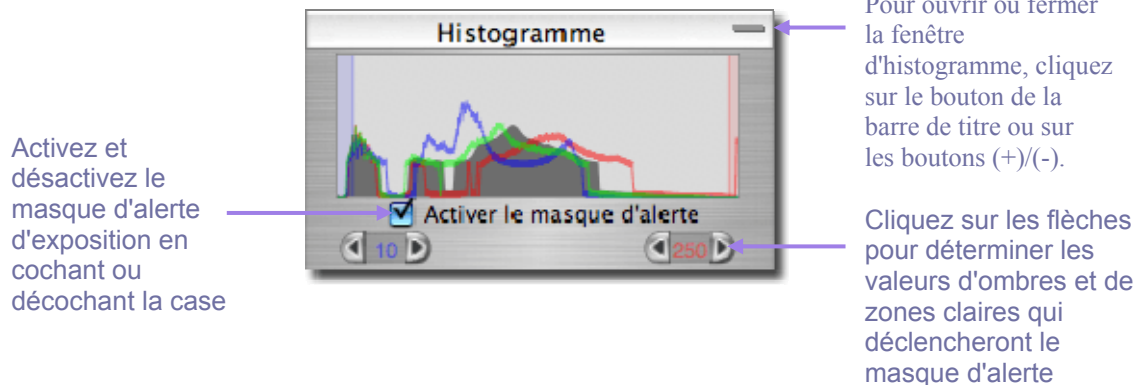 Pour ouvrir ou fermer
la fenêtre
d'histogramme, cliquez
sur le bouton de la
barre de titre ou sur
les boutons (+)/(-).
Histogramme
Activez et
désactivez le
masque d'alerte
d'exposition en
cochant ou
décochant la case
Activer le masque d'alerte
10
250
Cliquez sur les flèches
pour déterminer les
valeurs d'ombres et de
zones claires qui
déclencheront le
masque d'alerte